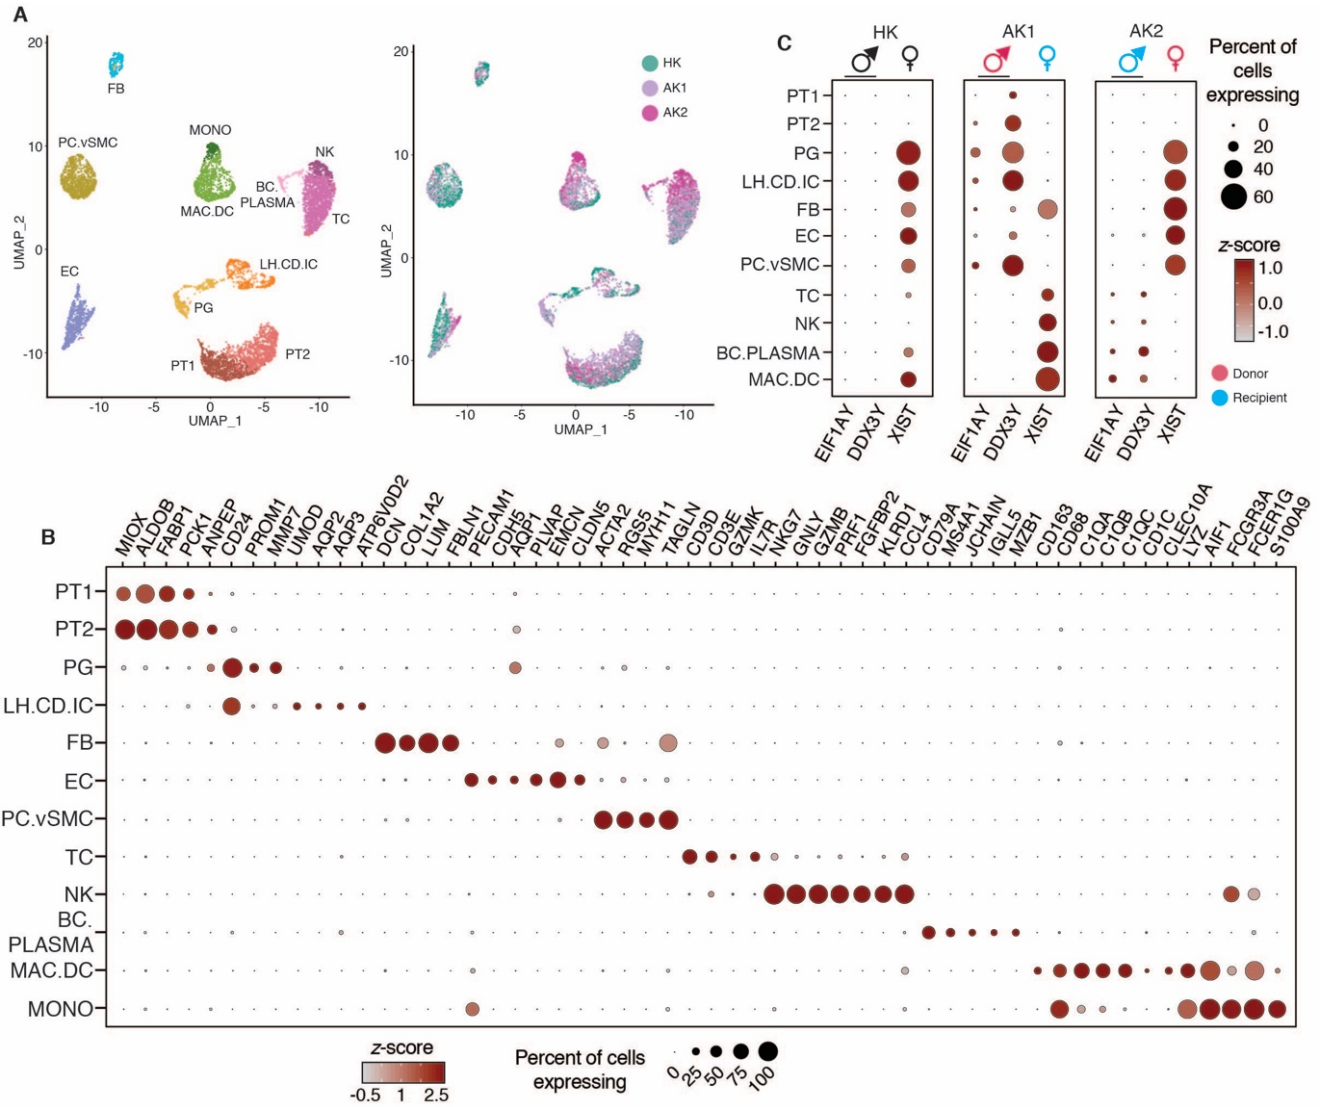 A
20
10
0
-10
UMAP_2
FB
PC.vSMC
MONO
MAC.DC
NK
BC.
PLASMA
TC
EC
LH.CD.IC
PG
PT1
PT2
-10
-5
0
-5
-10
UMAP_1
20
10
0
-10
UMAP_2
HK
AK1
AK2
-10
-5
0
-5
-10
UMAP_1
C
HK
AK1
AK2
♂ ♀
♂ ♀
♂ ♀
PT1
PT2
PG
LH.CD.IC
FB
EC
PC.vSMC
TC
NK
BC.PLASMA
MAC.DC
EIF1AY
DDX3Y
XIST
EIF1AY
DDX3Y
XIST
EIF1AY
DDX3Y
XIST
Percent of
cells
expressing
0
20
40
60
z-score
1.0
0.0
-1.0
Donor
Recipient
B
MIOX
ALDOB
FABP1
PCK1
ANPEP
CD24
PROM1
MMP7
UMOD
AQP2
AQP3
ATP6V0D2
DCN
COL1A2
LUM
FBLN1
PECAM1
CDH5
AQP1
PLVAP
EMCN
CLDN5
ACTA2
RGS5
MYH11
TAGLN
CD3D
CD3E
GZMK
IL7R
NKG7
GNLY
GZMB
PRF1
FGFBP2
KLRD1
CCL4
CD79A
MS4A1
JCHAIN
IGLL5
MZB1
CD163
CD68
C1QA
C1QB
C1QC
CD1C
CLEC10A
LYZ
AIF1
FCGR3A
FCER1G
S100A9
PT1
PT2
PG
LH.CD.IC
FB
EC
PC.vSMC
TC
NK
BC.
PLASMA
MAC.DC
MONO
z-score
-0.5 1 2.5
Percent of cells
expressing
0 25 50 75 100